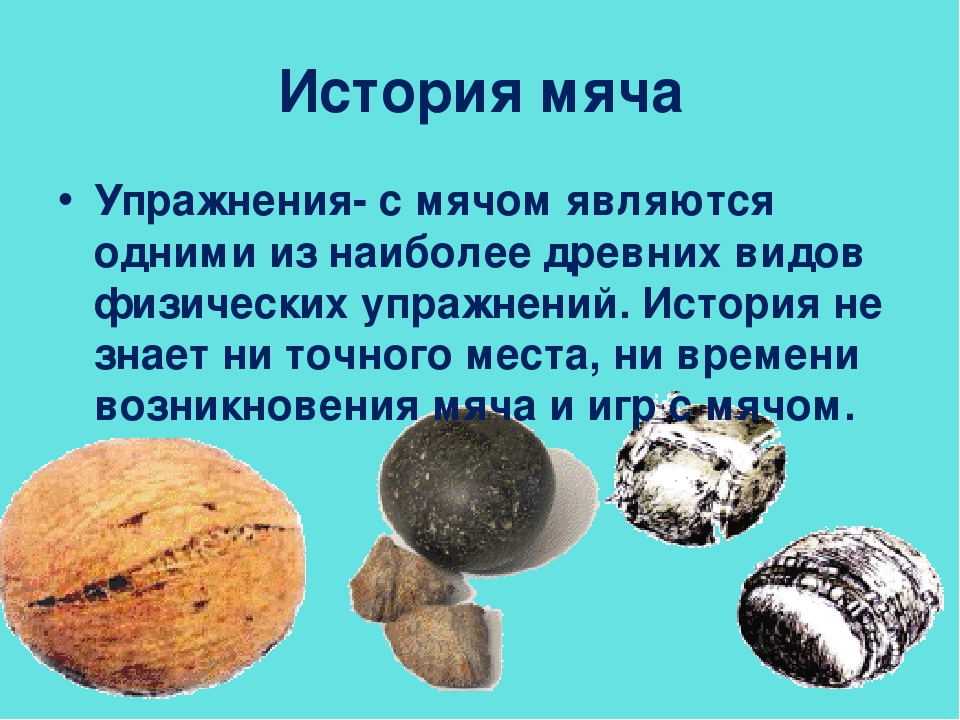 История мяча
• Упражнения- с мячом являются
одними из наиболее древних видов
физических упражнений. История не
знает ни точного места, ни времени
возникновения мяча и игр с мячом.